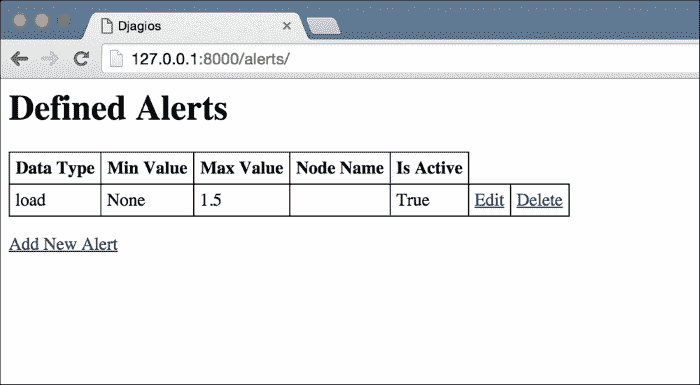 Djagios
127.0.0.1:8000/alerts/
Defined Alerts
Data Type Min Value Max Value Node Name Is Active
load None 1.5 True Edit Delete
Add New Alert